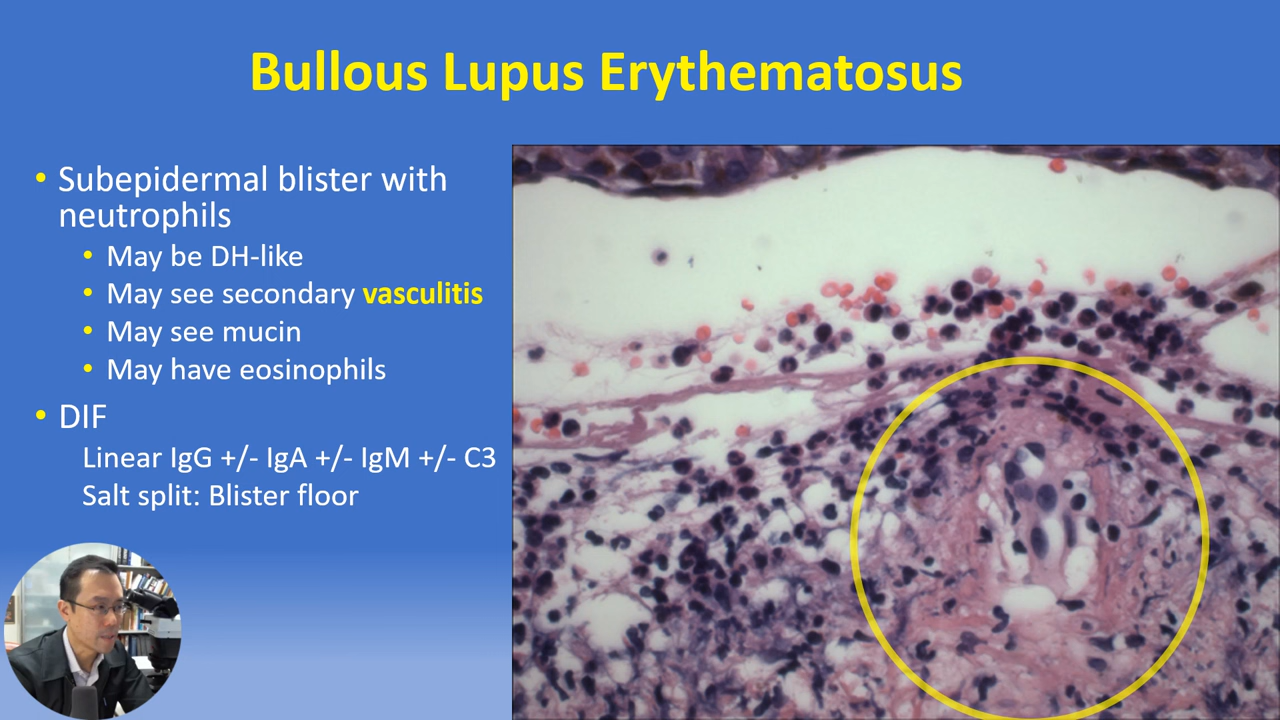 Bullous Lupus Erythematosus
• Subepidermal blister with
neutrophils
• May be DH-like
• May see secondary vasculitis
• May see mucin
• May have eosinophils
• DIF
Linear IgG +/- IgA +/- IgM +/- C3
Salt split: Blister floor